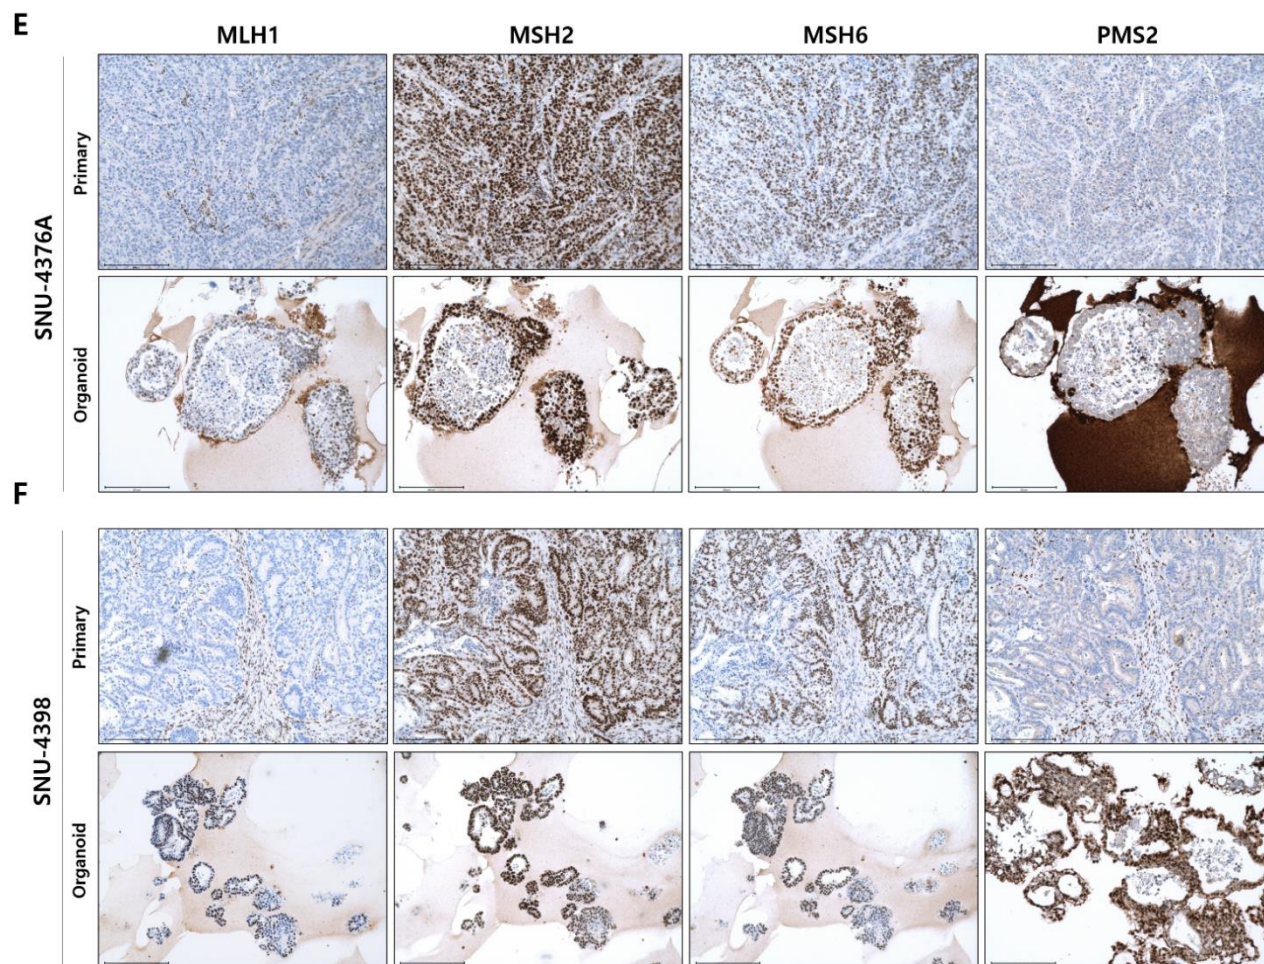 E
MLH1 MSH2 MSH6 PMS2
SNU-4376A
Primary
Organoid
F
SNU-4398
Primary
Organoid